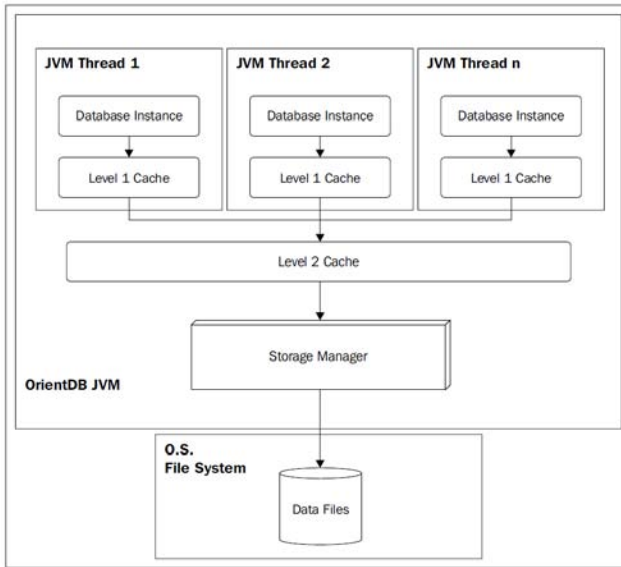 JVM Thread 1
JVM Thread 2
JVM Thread n
Database Instance
Database Instance
Database Instance
Level 1 Cache
Level 1 Cache
Level 1 Cache
Level 2 Cache
Storage Manager
OrientDB JVM
O.S.
File System
Data Files